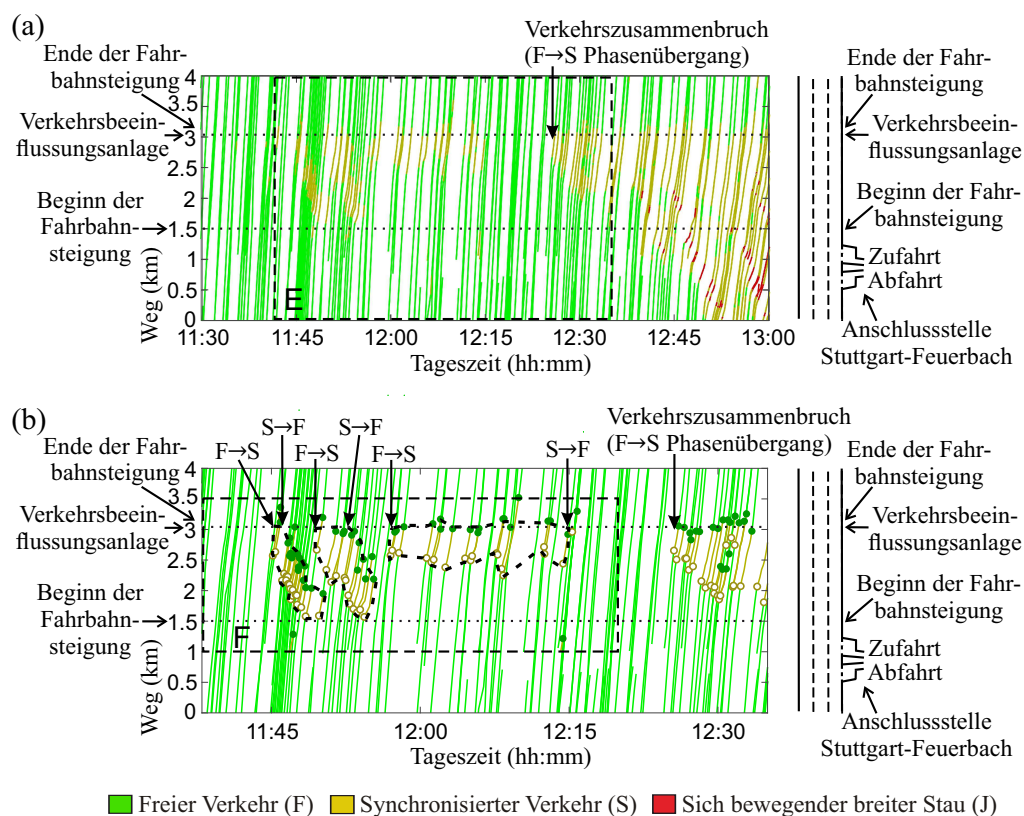 (a)
Verkehrszusammenbruch
(F→S Phasenübergang)
Ende der Fahr-
bahnsteigung
Verkehrsbeein-
flussungsanlage
Beginn der
Fahrbahn-
steigung
Weg (km)
4
3.5
3
2.5
2
1.5
1
0.5
0
E
11:30
11:45
12:00
12:15
12:30
12:45
13:00
Tageszeit (hh:mm)
Ende der Fahr-
bahnsteigung
Verkehrsbeein-
flussungsanlage
Beginn der Fahr-
bahnsteigung
Zufahrt
Abfahrt
Anschlussstelle
Stuttgart-Feuerbach
(b)
S→F
S→F
F→S
F→S
F→S
S→F
Verkehrszusammenbruch
(F→S Phasenübergang)
Ende der Fahr-
bahnsteigung
Verkehrsbeein-
flussungsanlage
Beginn der
Fahrbahn-
steigung
Weg (km)
4
3.5
3
2.5
2
1.5
1
0.5
0
F
11:45
12:00
12:15
12:30
Tageszeit (hh:mm)
Ende der Fahr-
bahnsteigung
Verkehrsbeein-
flussungsanlage
Beginn der Fahr-
bahnsteigung
Zufahrt
Abfahrt
Anschlussstelle
Stuttgart-Feuerbach
Freier Verkehr (F)
Synchronisierter Verkehr (S)
Sich bewegender breiter Stau (J)